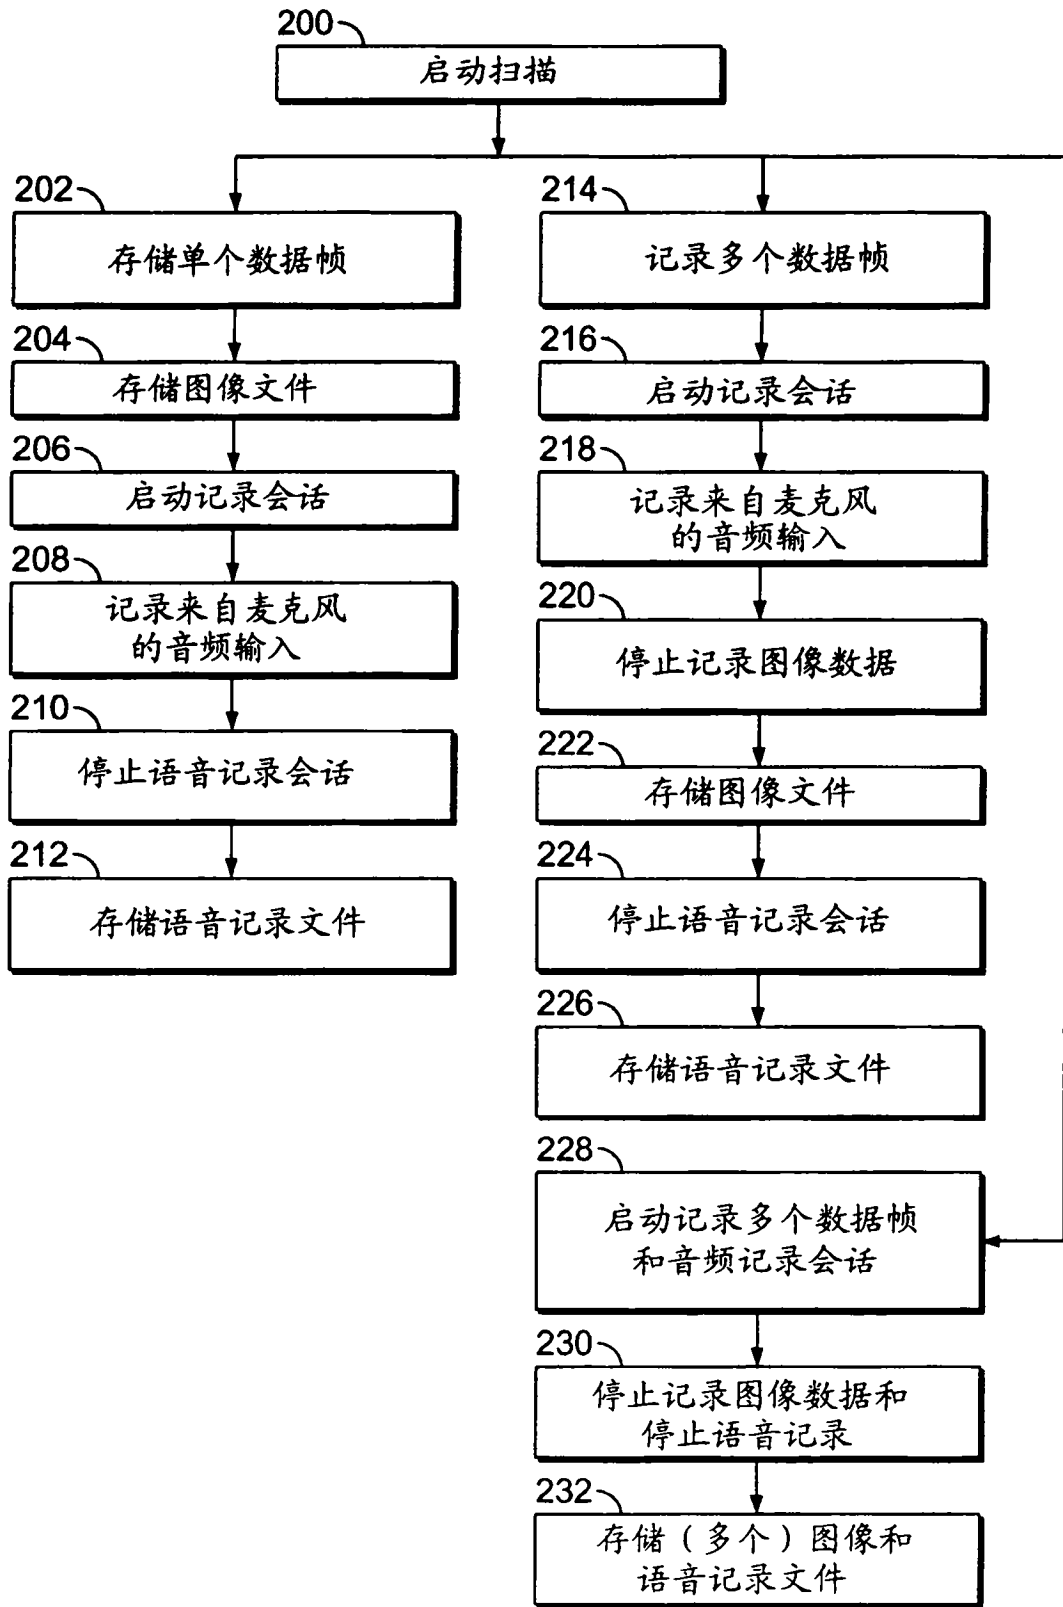 200
启动扫描
202
存储单个数据帧
204
存储图像文件
206
启动记录会话
208
记录来自麦克风
的音频输入
210
停止语音记录会话
212
存储语音记录文件
214
记录多个数据帧
216
启动记录会话
218
记录来自麦克风
的音频输入
220
停止记录图像数据
222
存储图像文件
224
停止语音记录会话
226
存储语音记录文件
228
启动记录多个数据帧
和音频记录会话
230
停止记录图像数据和
停止语音记录
232
存储（多个）图像和
语音记录文件